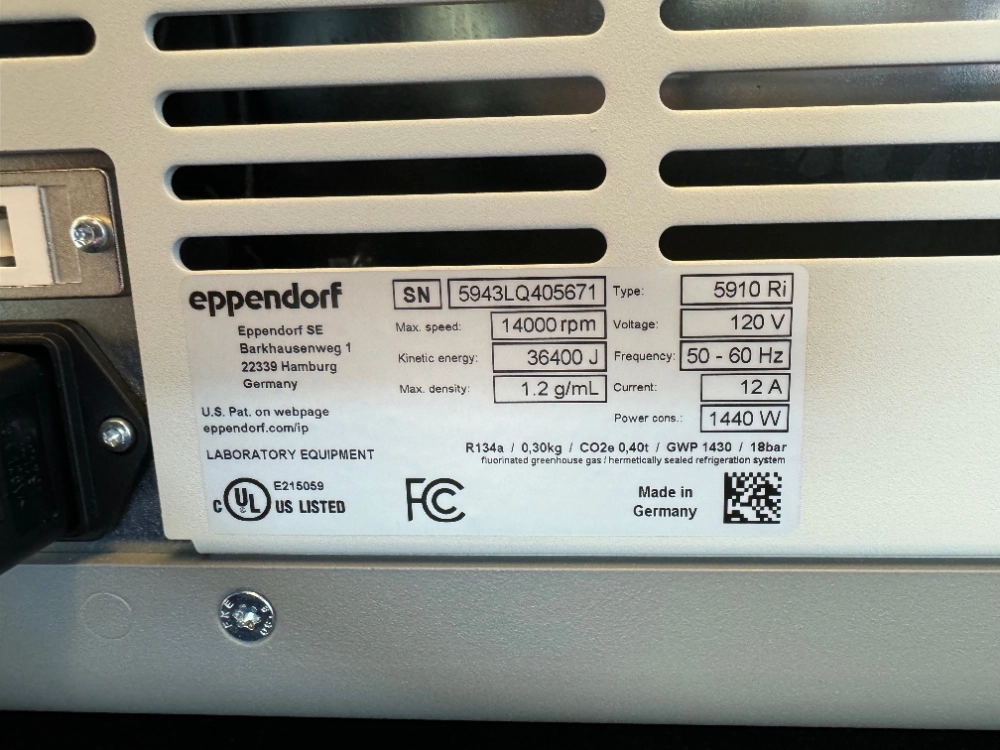 eppendorf
Eppendorf SE
Barkhausenweg 1
22339 Hamburg
Germany
U.S. Pat. on webpage
eppendorf.com/ip
LABORATORY EQUIPMENT
SN 5943LQ405671 Type: 5910 Ri
Max. speed: 14000 rpm Voltage: 120 V
Kinetic energy: 36400 J Frequency: 50 - 60 Hz
Max. density: 1.2 g/mL Current: 12 A
Power cons.: 1440 W
R134a / 0,30kg / CO2e 0,40t / GWP 1430 / 18bar
fluorinated greenhouse gas / hermetically sealed refrigeration system
C UL US LISTED
E215059
FC
Made in
Germany